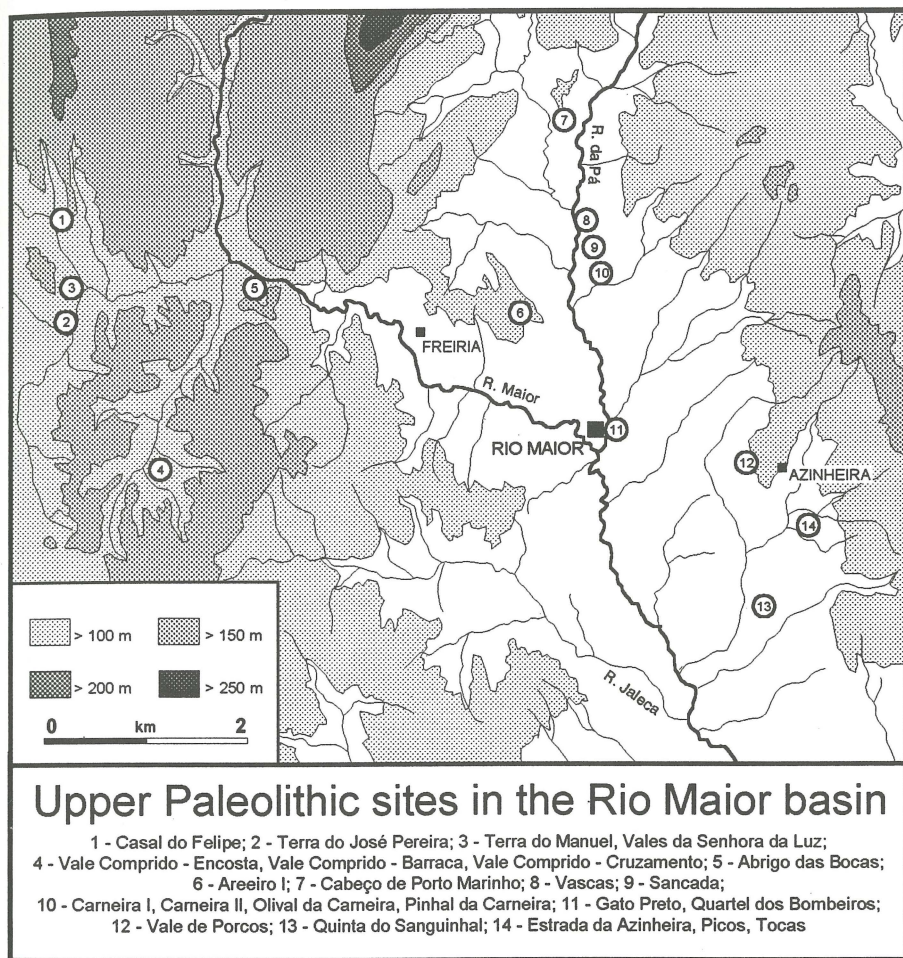 1
3
2
4
5
6
7
8
9
10
11
12
14
13
R. da Pá
FREIRIA
R. Maior
RIO MAIOR
AZINHEIRA
R. Jaleca
> 100 m
> 150 m
> 200 m
> 250 m
0 km 2
Upper Paleolithic sites in the Rio Maior basin
1 - Casal do Felipe; 2 - Terra do José Pereira; 3 - Terra do Manuel, Vales da Senhora da Luz;
4 - Vale Comprido - Encosta, Vale Comprido - Barraca, Vale Comprido - Cruzamento; 5 - Abrigo das Bocas;
6 - Areeiro I; 7 - Cabeço de Porto Marinho; 8 - Vascas; 9 - Sancada;
10 - Carneira I, Carneira II, Olival da Carneira, Pinhal da Carneira; 11 - Gato Preto, Quartel dos Bombeiros;
12 - Vale de Porcos; 13 - Quinta do Sanguinhal; 14 - Estrada da Azinheira, Picos, Tocas